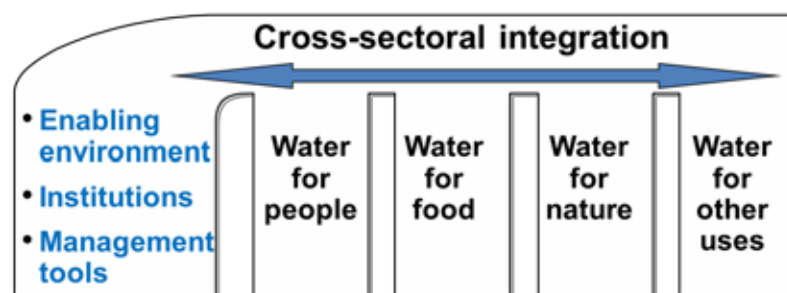 Cross-sectoral integration
• Enabling
environment
• Institutions
• Management
tools
Water
for
people
Water
for
food
Water
for
nature
Water
for
other
uses